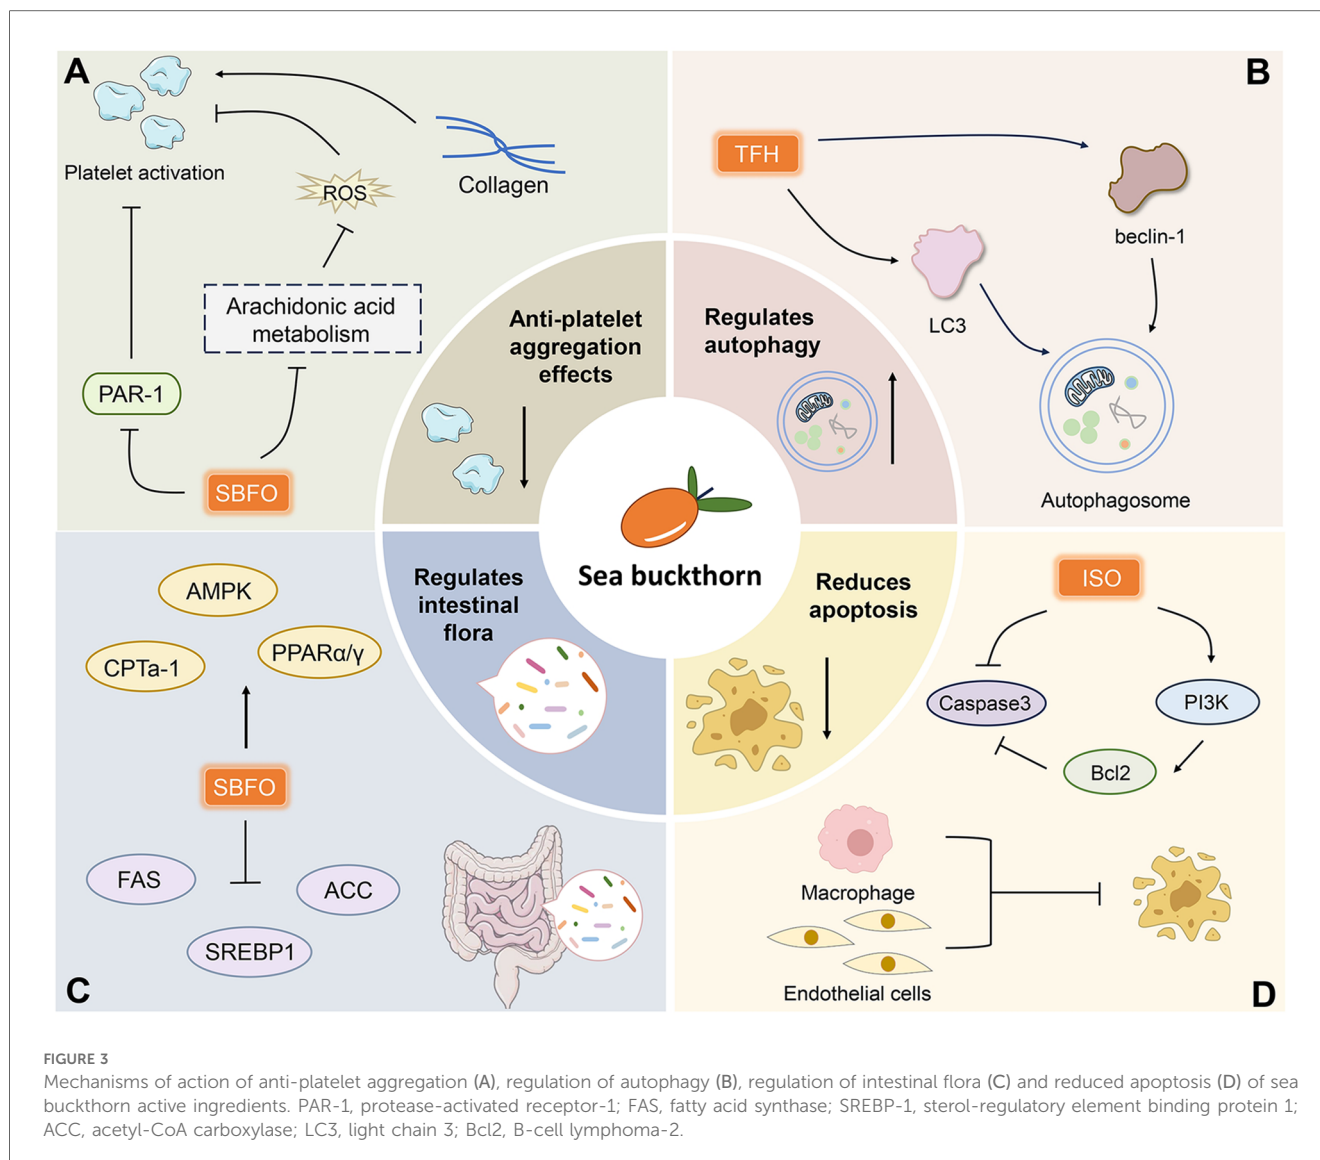 A
Platelet activation
ROS
Collagen
Arachidonic acid
metabolism
PAR-1
SBFO
B
TFH
beclin-1
LC3
Autophagosome
Anti-platelet
aggregation
effects
Regulates
autophagy
Sea buckthorn
Regulates
intestinal
flora
Reduces
apoptosis
AMPK
CPTa-1
PPARα/γ
SBFO
FAS
ACC
SREBP1
C
ISO
Caspase3
PI3K
Bcl2
Macrophage
Endothelial cells
D
FIGURE 3
Mechanisms of action of anti-platelet aggregation (A), regulation of autophagy (B), regulation of intestinal flora (C) and reduced apoptosis (D) of sea
buckthorn active ingredients. PAR-1, protease-activated receptor-1; FAS, fatty acid synthase; SREBP-1, sterol-regulatory element binding protein 1;
ACC, acetyl-CoA carboxylase; LC3, light chain 3; Bcl2, B-cell lymphoma-2.